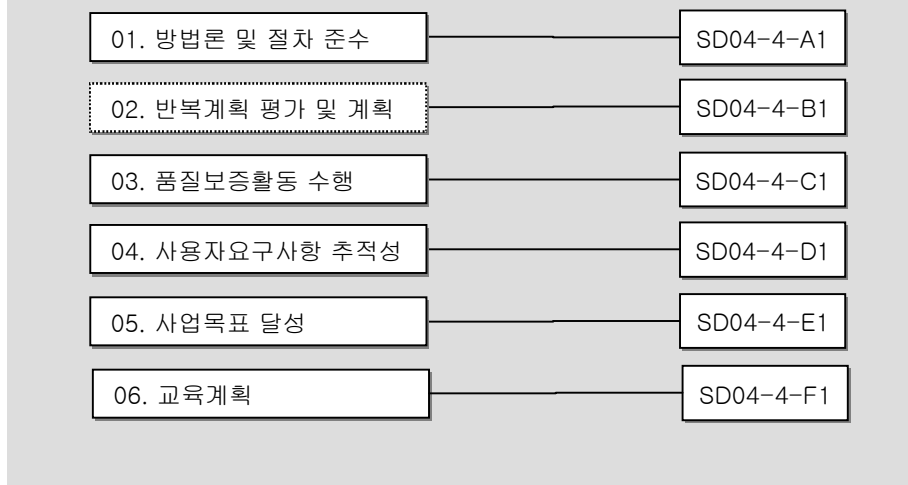 01. 방법론 및 절차 준수 SD04-4-A1
02. 반복계획 평가 및 계획 SD04-4-B1
03. 품질보증활동 수행 SD04-4-C1
04. 사용자요구사항 추적성 SD04-4-D1
05. 사업목표 달성 SD04-4-E1
06. 교육계획 SD04-4-F1